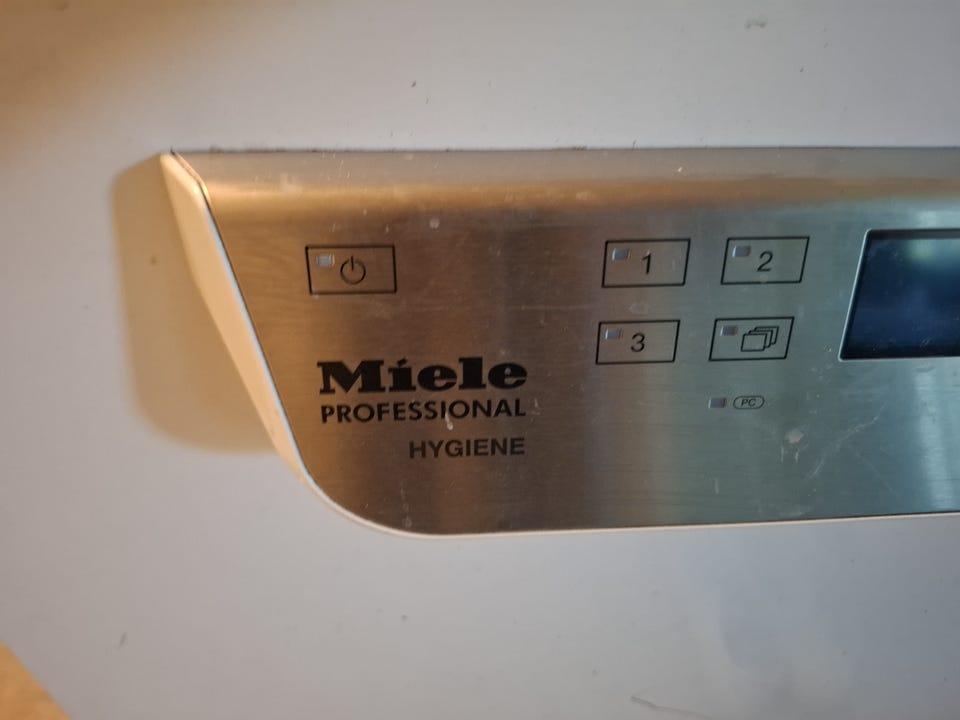 1 2
3
Miele
PROFESSIONAL
PC
HYGIENE